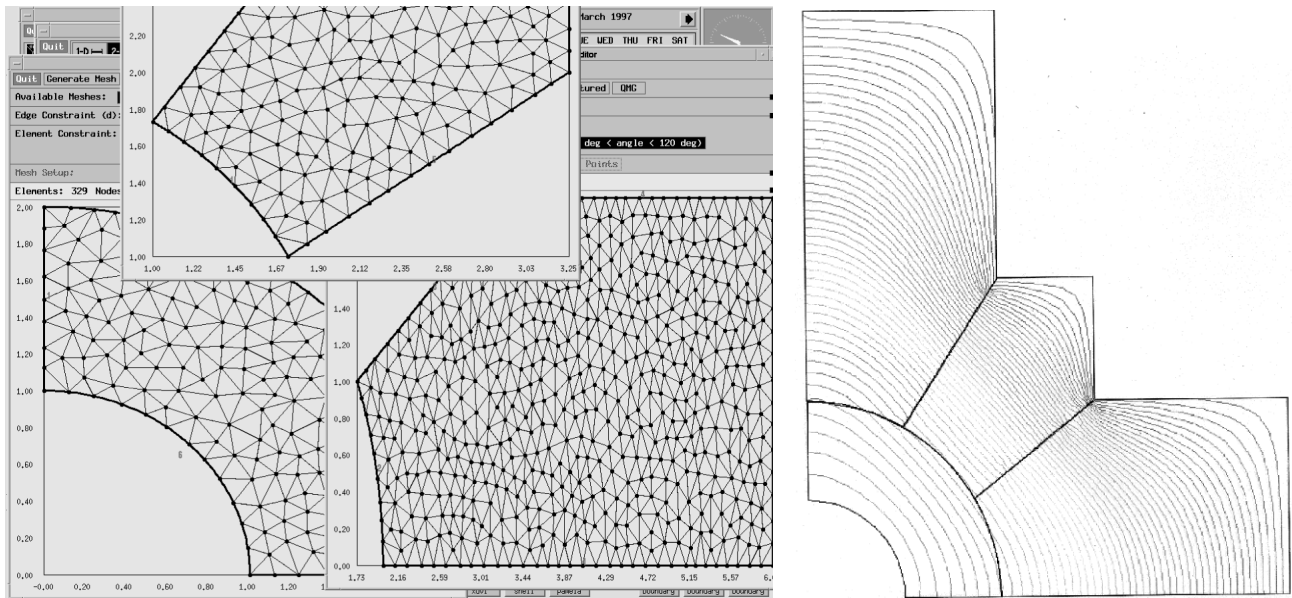 March 1997
WED THU FRI SAT
Quit 1-D 2-
Quit Generate Mesh
Available Meshes:
Edge Constraint (d):
Element Constraint:
Mesh Setup:
Elements: 329 Nodes
QMG
deg < angle < 120 deg)
Points
2,20
2,00
1,80
1,60
1,40
1,20
1,00
1.00 1.22 1.45 1.67 1.90 2.12 2.35 2.58 2.80 3.03 3.25
2,00
1,80
1,60
1,40
1,20
1,00
0,80
0,60
0,40
0,20
0,00
-0.00 0.20 0.40 0.60 0.80 1.00 1.20
6
1,40
1,20
1,00
0,80
0,60
0,40
0,20
0,00
1.73 2.16 2.59 3.01 3.44 3.87 4.29 4.72 5.15 5.57
xdvi shell pamela boundary boundary boundary